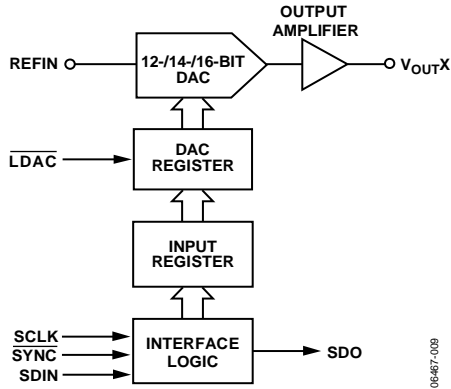 OUTPUT
AMPLIFIER
REFIN
12-/14-/16-BIT
DAC
VOUTX
LDAC
DAC
REGISTER
INPUT
REGISTER
SCLK
SYNC
SDIN
INTERFACE
LOGIC
SDO
06467-009